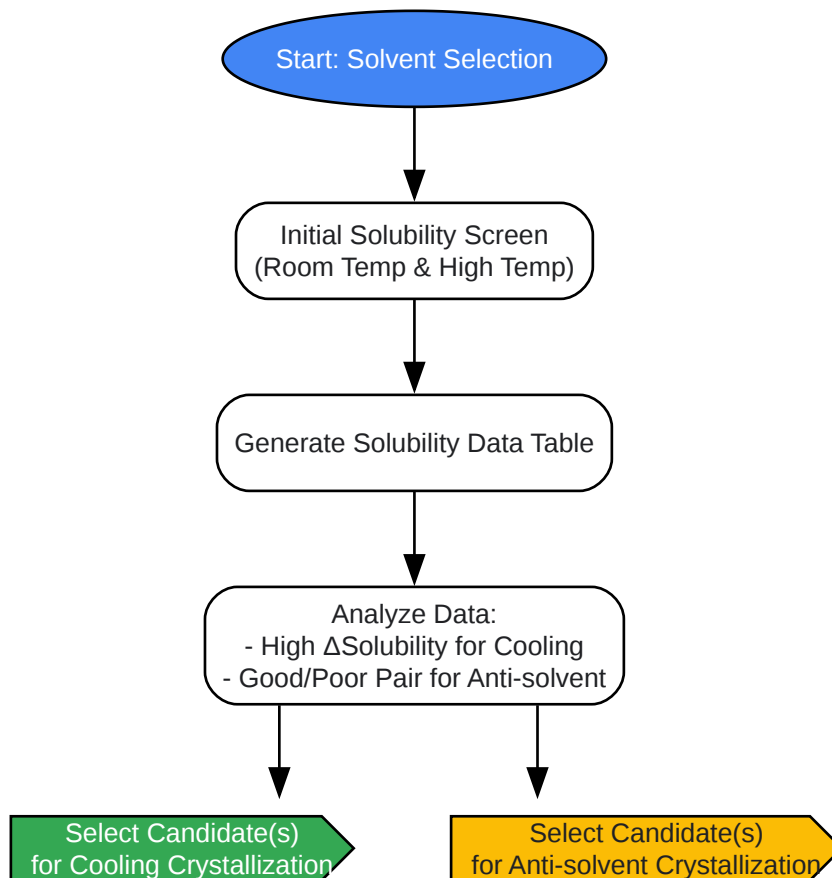 Start: Solvent Selection
Initial Solubility Screen
(Room Temp & High Temp)
Generate Solubility Data Table
Analyze Data:
- High ΔSolubility for Cooling
- Good/Poor Pair for Anti-solvent
Select Candidate(s)
for Cooling Crystallization
Select Candidate(s)
for Anti-solvent Crystallization